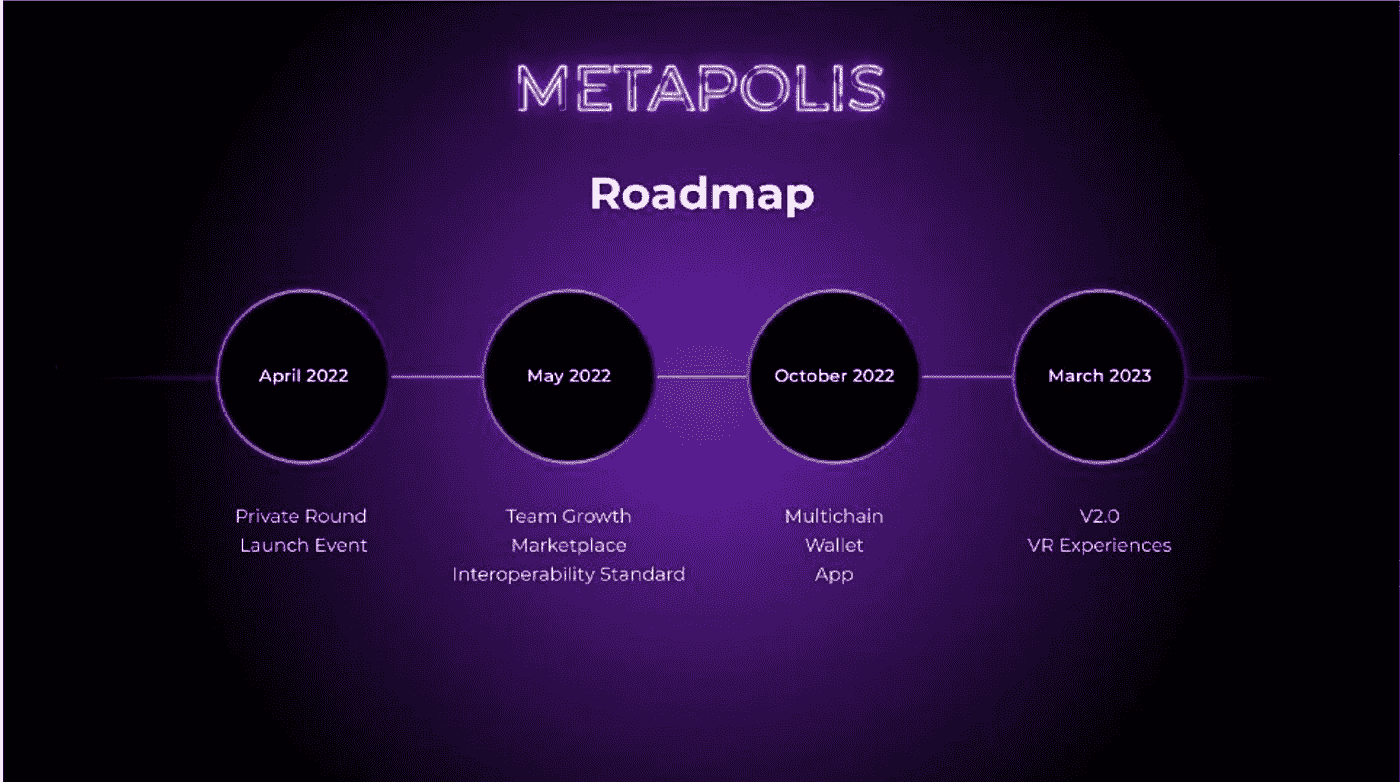 METAPOLIS
Roadmap
April 2022
May 2022
October 2022
March 2023
Private Round
Launch Event
Team Growth
Marketplace
Interoperability Standard
Multichain
Wallet
App
V2.0
VR Experiences